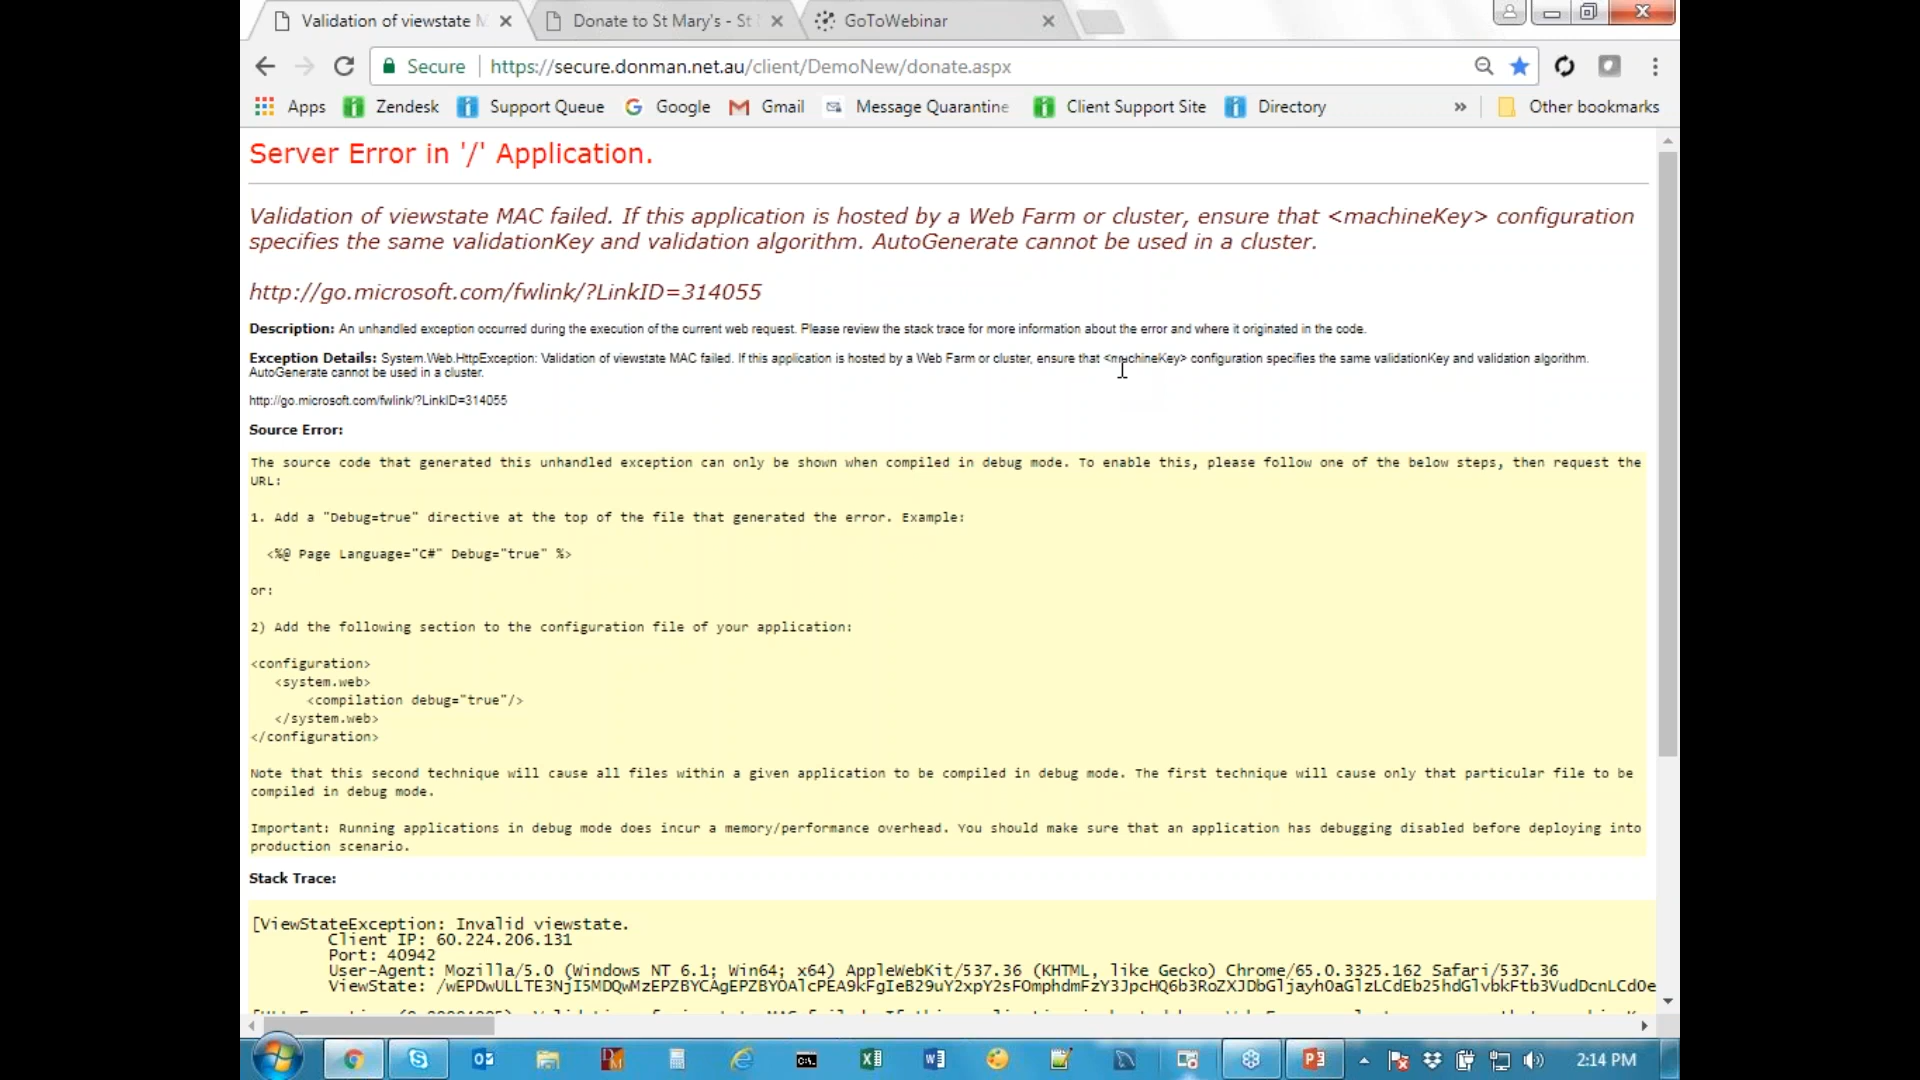 Validation of viewstate M
Donate to St Mary's - St
GoToWebinar
Secure
https://secure.donman.net.au/client/DemoNew/donate.aspx
Apps
Zendesk
Support Queue
Google
Gmail
Message Quarantine
Client Support Site
Directory
»
Other bookmarks
Server Error in '/' Application.
Validation of viewstate MAC failed. If this application is hosted by a Web Farm or cluster, ensure that <machineKey> configuration
specifies the same validationKey and validation algorithm. AutoGenerate cannot be used in a cluster.
http://go.microsoft.com/fwlink/?LinkID=314055
Description: An unhandled exception occurred during the execution of the current web request. Please review the stack trace for more information about the error and where it originated in the code.
Exception Details: System.Web.HttpException: Validation of viewstate MAC failed. If this application is hosted by a Web Farm or cluster, ensure that <machineKey> configuration specifies the same validationKey and validation algorithm.
AutoGenerate cannot be used in a cluster.
http://go.microsoft.com/fwlink/?LinkID=314055
Source Error:
The source code that generated this unhandled exception can only be shown when compiled in debug mode. To enable this, please follow one of the below steps, then request the
URL:
1. Add a "Debug=true" directive at the top of the file that generated the error. Example:
<%@ Page Language="C#" Debug="true" %>
or:
2) Add the following section to the configuration file of your application:
<configuration>
<system.web>
<compilation debug="true"/>
</system.web>
</configuration>
Note that this second technique will cause all files within a given application to be compiled in debug mode. The first technique will cause only that particular file to be
compiled in debug mode.
Important: Running applications in debug mode does incur a memory/performance overhead. You should make sure that an application has debugging disabled before deploying into
production scenario.
Stack Trace:
[ViewStateException: Invalid viewstate.
Client IP: 60.224.206.131
Port: 40942
User-Agent: Mozilla/5.0 (Windows NT 6.1; Win64; x64) AppleWebKit/537.36 (KHTML, like Gecko) Chrome/65.0.3325.162 Safari/537.36
ViewState:
2:14 PM